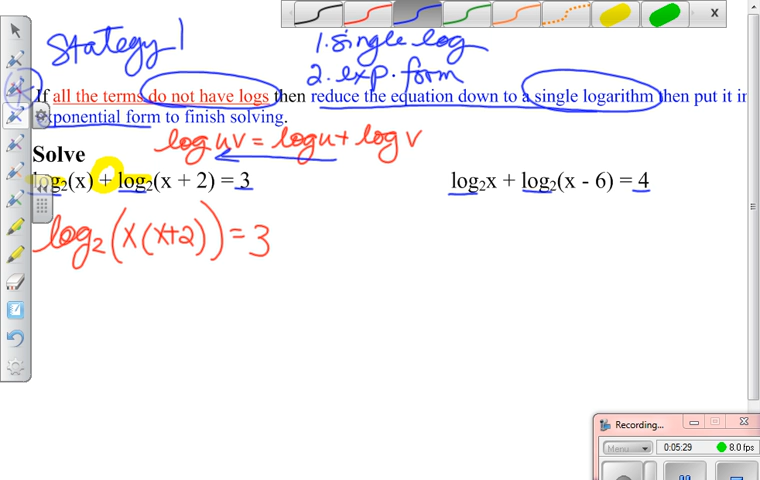 Stategy 1
1. single log
2. exp. form
If all the terms do not have logs then reduce the equation down to a single logarithm then put it in
exponential form to finish solving.
log uv = log u + log v
Solve
log₂(x) + log₂(x + 2) = 3
log₂x + log₂(x - 6) = 4
log₂(x(x+2)) = 3
X
Recording...
Menu
0:05:29
8.0 fps